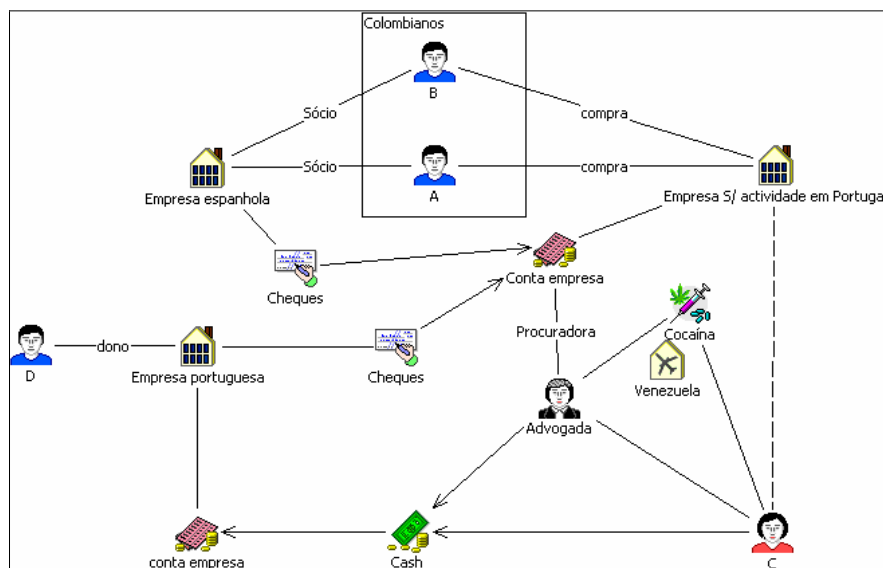 Colombianos
B
Sócio
compra
Sócio
compra
A
Empresa espanhola
Empresa S/ actividade em Portuga
Cheques
Conta empresa
Procuradora
Cocaína
dono
D
Empresa portuguesa
Cheques
Venezuela
Advogada
conta empresa
Cash
C